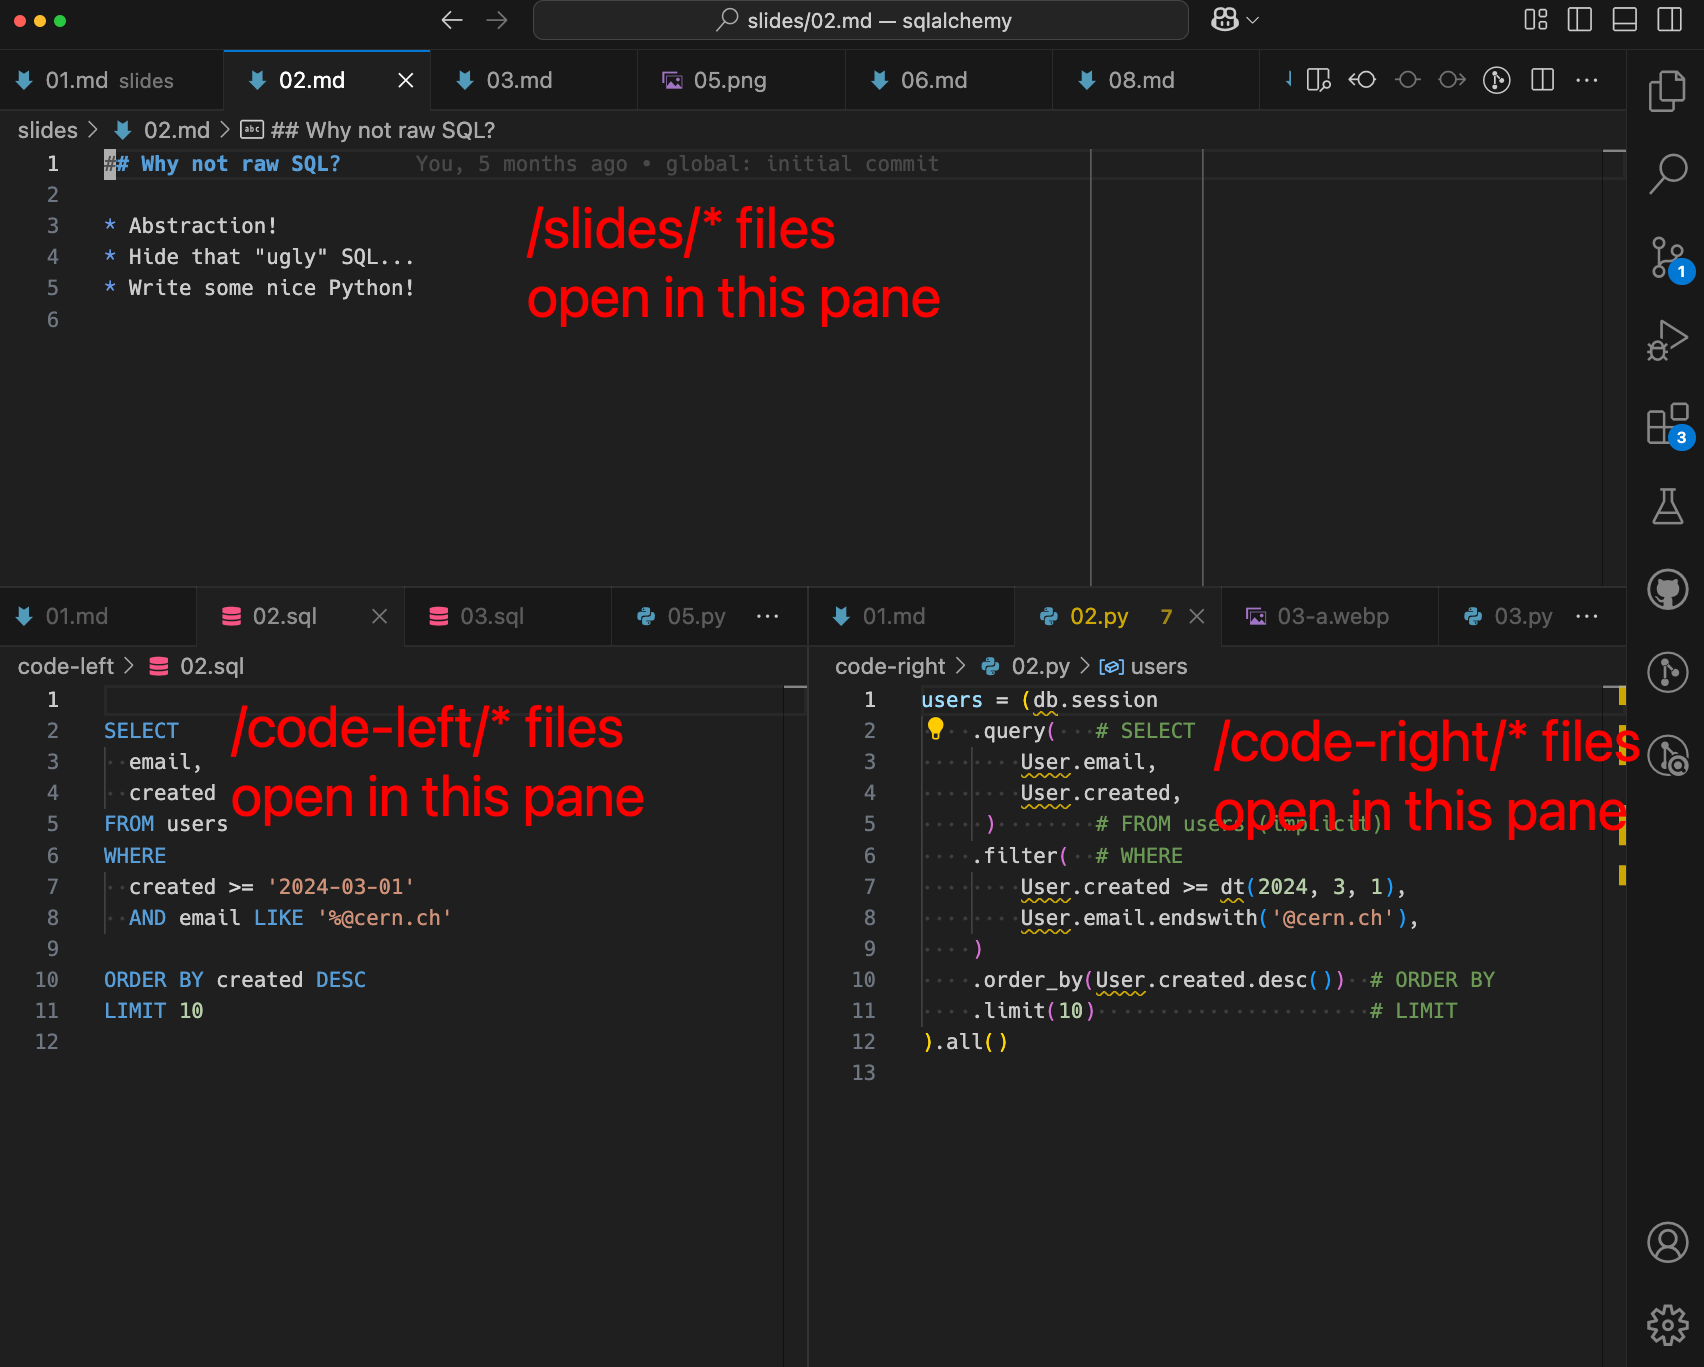 slides/02.md — sqlalchemy
01.md slides
02.md
03.md
05.png
06.md
08.md
slides > 02.md > abc ## Why not raw SQL?
1 ## Why not raw SQL? You, 5 months ago • global: initial commit
2
3 * Abstraction!
4 * Hide that "ugly" SQL...
5 * Write some nice Python!
6
/slides/* files
open in this pane
1
3
01.md
02.sql
03.sql
05.py
code-left > 02.sql
1
2 SELECT
3 email,
4 created
5 FROM users
6 WHERE
7 created >= '2024-03-01'
8 AND email LIKE '%@cern.ch'
9
10 ORDER BY created DESC
11 LIMIT 10
12
/code-left/* files
open in this pane
01.md
02.py 7
03-a.webp
03.py
code-right > 02.py > users
1 users = (db.session
2 .query( # SELECT
3 User.email,
4 User.created,
5 ) # FROM users (implicit)
6 .filter( # WHERE
7 User.created >= dt(2024, 3, 1),
8 User.email.endswith('@cern.ch'),
9 )
10 .order_by(User.created.desc()) # ORDER BY
11 .limit(10) # LIMIT
12 ).all()
13
/code-right/* files
open in this pane